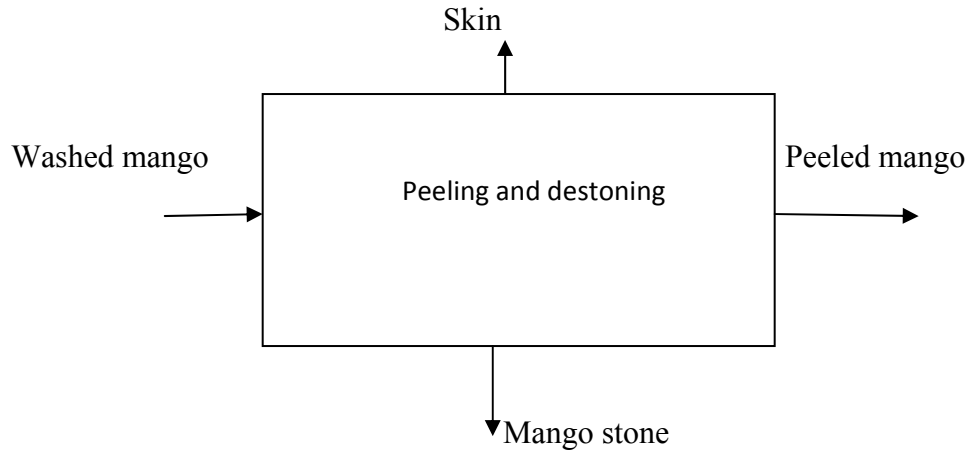 Skin
Washed mango
Peeled mango
Peeling and destoning
Mango stone